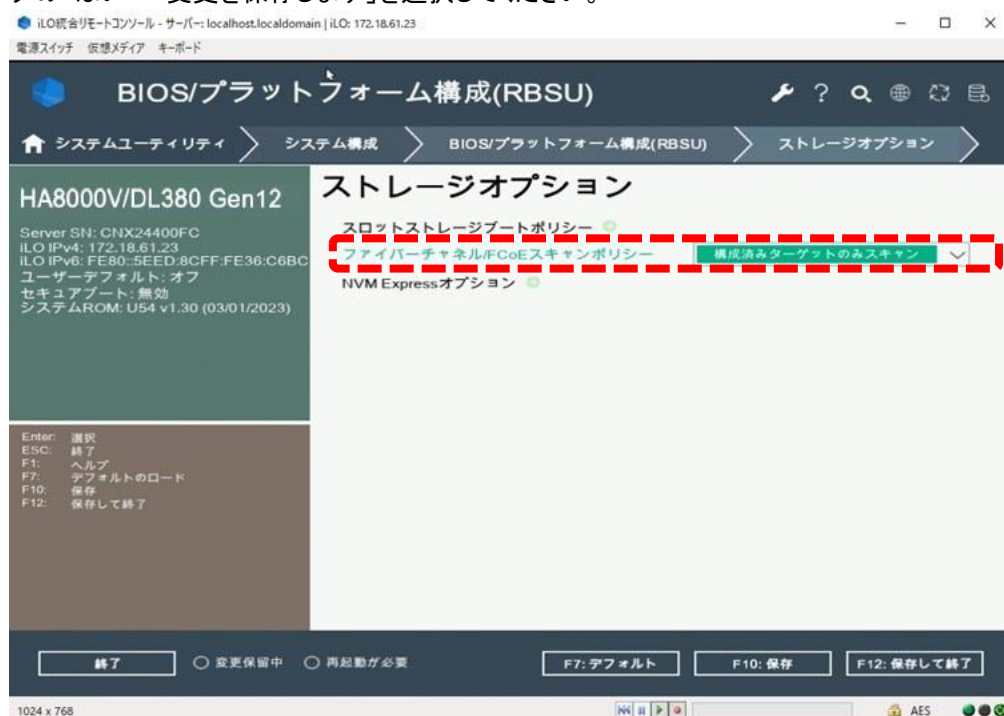 iLO統合リモートコンソール - サーバー: localhost.localdomain | iLO: 172.18.61.23
電源スイッチ 仮想メディア キーボード
BIOS/プラットフォーム構成(RBSU)
システムユーティリティ システム構成 BIOS/プラットフォーム構成(RBSU) ストレージオプション
HA8000V/DL380 Gen12
Server SN: CNX24400FC
iLO IPv4: 172.18.61.23
iLO IPv6: FE80::5EED:8CFF:FE36:C6BC
ユーザーデフォルト: オフ
セキュアブート: 無効
システムROM: U54 v1.30 (03/01/2023)
Enter: 選択
ESC: 終了
F1: ヘルプ
F7: デフォルトのロード
F10: 保存
F12: 保存して終了
ストレージオプション
スロットストレージブートポリシー
ファイバーチャネル/FCoEスキャンポリシー 構成済みターゲットのみスキャン
NVM Expressオプション
終了 変更保留中 再起動が必要 F7: デフォルト F10: 保存 F12: 保存して終了
1024 x 768 AES